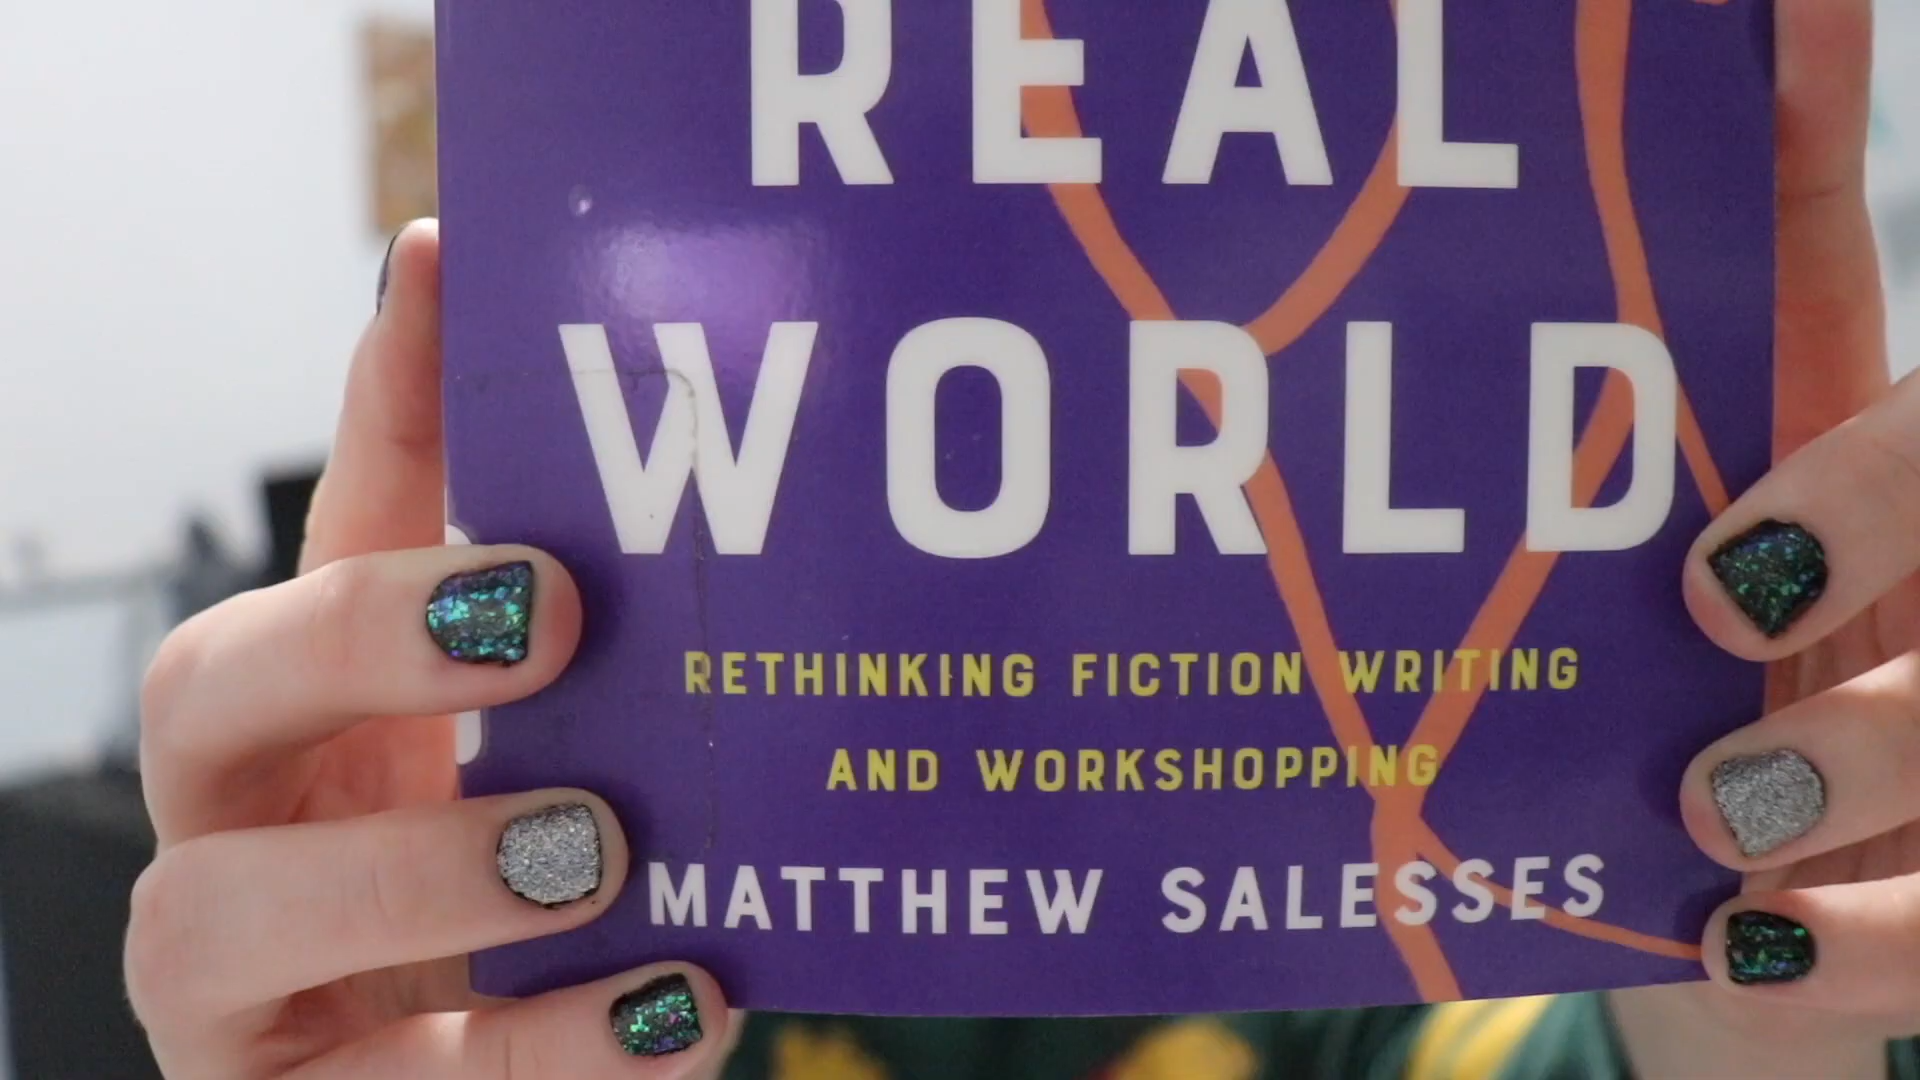 REAL
WORLD
RETHINKING FICTION WRITING
AND WORKSHOPPING
MATTHEW SALESSES